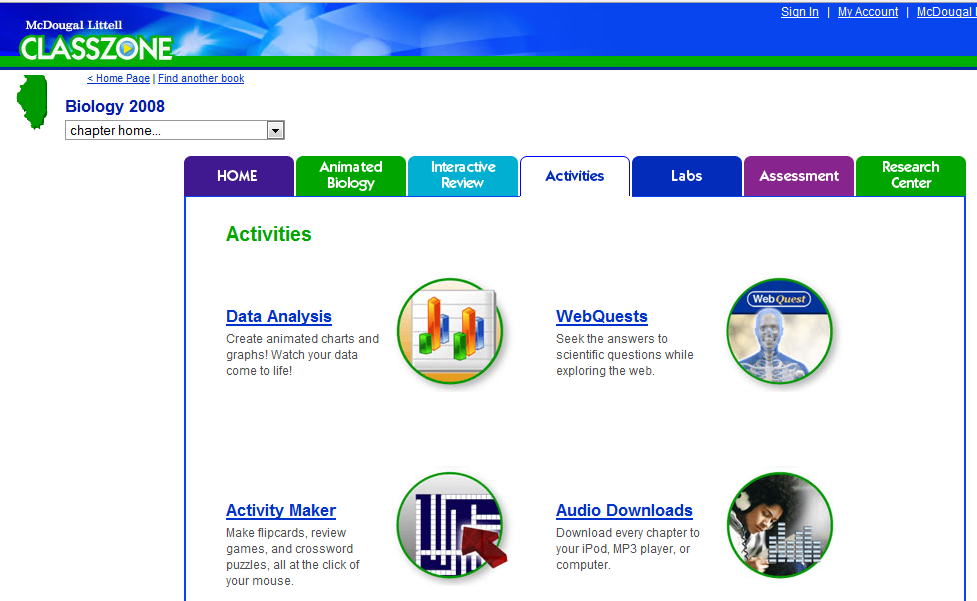 Sign In | My Account | McDougal
McDougal Littell
CLASSZONE
< Home Page | Find another book
Biology 2008
chapter home...
HOME
Animated
Biology
Interactive
Review
Activities
Labs
Assessment
Research
Center
Activities
Data Analysis
Create animated charts and
graphs! Watch your data
come to life!
WebQuest
WebQuests
Seek the answers to
scientific questions while
exploring the web.
Activity Maker
Make flipcards, review
games, and crossword
puzzles, all at the click of
your mouse.
Audio Downloads
Download every chapter to
your iPod, MP3 player, or
computer.